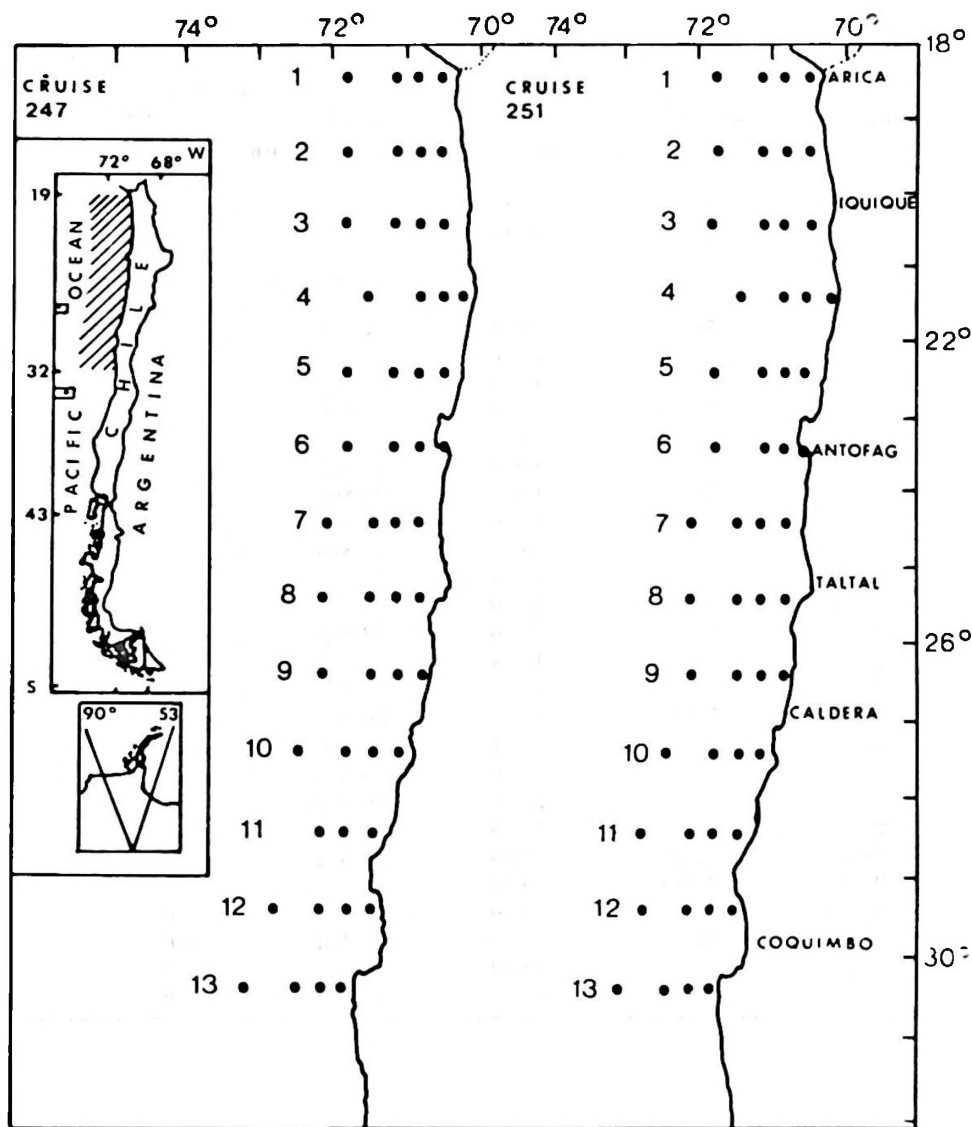 74° 72° 70° 74° 72° 70°
18°
CRUISE
247
1
2
3
4
5
6
7
8
9
10
11
12
13
72° 68° W
19
32
43
S
PACIFIC OCEAN
CHILE
ARGENTINA
90° 53
CRUISE
251
1 ARICA
2
IQUIQUE
3
4
22°
5
6 ANTOFAG
7
TALTAL
8
26°
9
CALDERA
10
11
12
COQUIMBO
30°
13